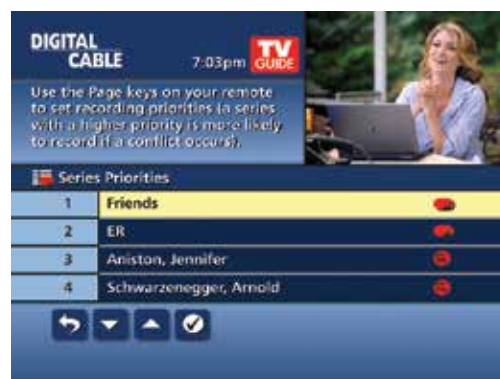 DIGITAL
CABLE
7:03pm
TV
GUIDE
Use the Page keys on your remote
to set recording priorities (a series
with a higher priority is more likely
to record if a conflict occurs).
Series Priorities
1 Friends
2 ER
3 Aniston, Jennifer
4 Schwarzenegger, Arnold